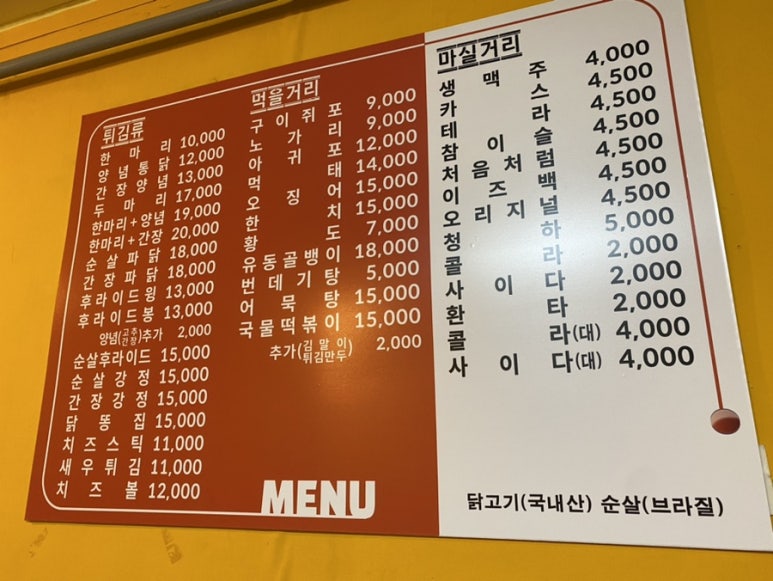 튀김류
한마리 10,000
양념통닭 12,000
간장양념 13,000
두마리 17,000
한마리+양념 19,000
한마리+간장 20,000
순살파닭 18,000
간장파닭 18,000
후라이드윙 13,000
후라이드봉 13,000
양념(고추간장)추가 2,000
순살후라이드 15,000
순살강정 15,000
간장강정 15,000
닭똥집 15,000
치즈스틱 11,000
새우튀김 11,000
치즈볼 12,000
먹을거리
구이쥐포 9,000
노가리 9,000
아귀포 12,000
먹태 14,000
오징어 15,000
한치 15,000
황도 7,000
유동골뱅이 18,000
번데기탕 5,000
어묵탕 15,000
국물떡볶이 15,000
추가(김말이튀김만두) 2,000
MENU
마실거리
생맥주 4,000
카스 4,500
테라 4,500
참이슬 4,500
처음처럼 4,500
이즈백 4,500
오리지널 4,500
청하 5,000
콜라 2,000
사이다 2,000
환타 2,000
콜라(대) 4,000
사이다(대) 4,000
닭고기(국내산) 순살(브라질)